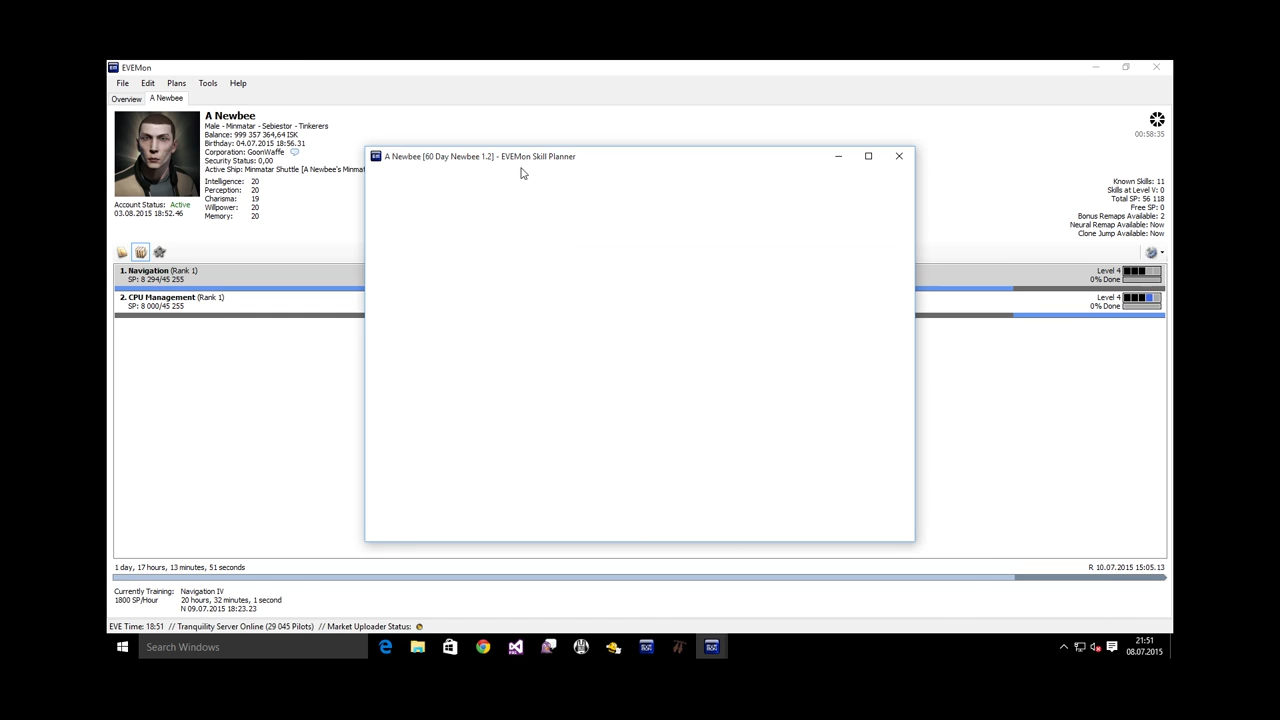 EVEMon
File Edit Plans Tools Help
Overview A Newbee
A Newbee
Male - Minmatar - Sebiestor - Tinkerers
Balance: 999 357 364,64 ISK
Birthday: 04.07.2015 18:56.31
Corporation: GoonWaffe
Security Status: 0,00
Active Ship: Minmatar Shuttle [A Newbee's Minmat
Intelligence: 20
Perception: 20
Charisma: 19
Willpower: 20
Memory: 20
Account Status: Active
03.08.2015 18:52.46
00:58:35
Known Skills: 11
Skills at Level V: 0
Total SP: 56 118
Free SP: 0
Bonus Remaps Available: 2
Neural Remap Available: Now
Clone Jump Available: Now
A Newbee [60 Day Newbee 1.2] - EVEMon Skill Planner
1. Navigation (Rank 1)
SP: 8 294/45 255
Level 4
0% Done
2. CPU Management (Rank 1)
SP: 8 000/45 255
Level 4
0% Done
1 day, 17 hours, 13 minutes, 51 seconds
R 10.07.2015 15:05.13
Currently Training: Navigation IV
1800 SP/Hour 20 hours, 32 minutes, 1 second
N 09.07.2015 18:23.23
EVE Time: 18:51 // Tranquility Server Online (29 045 Pilots) // Market Uploader Status:
Search Windows
21:51
08.07.2015